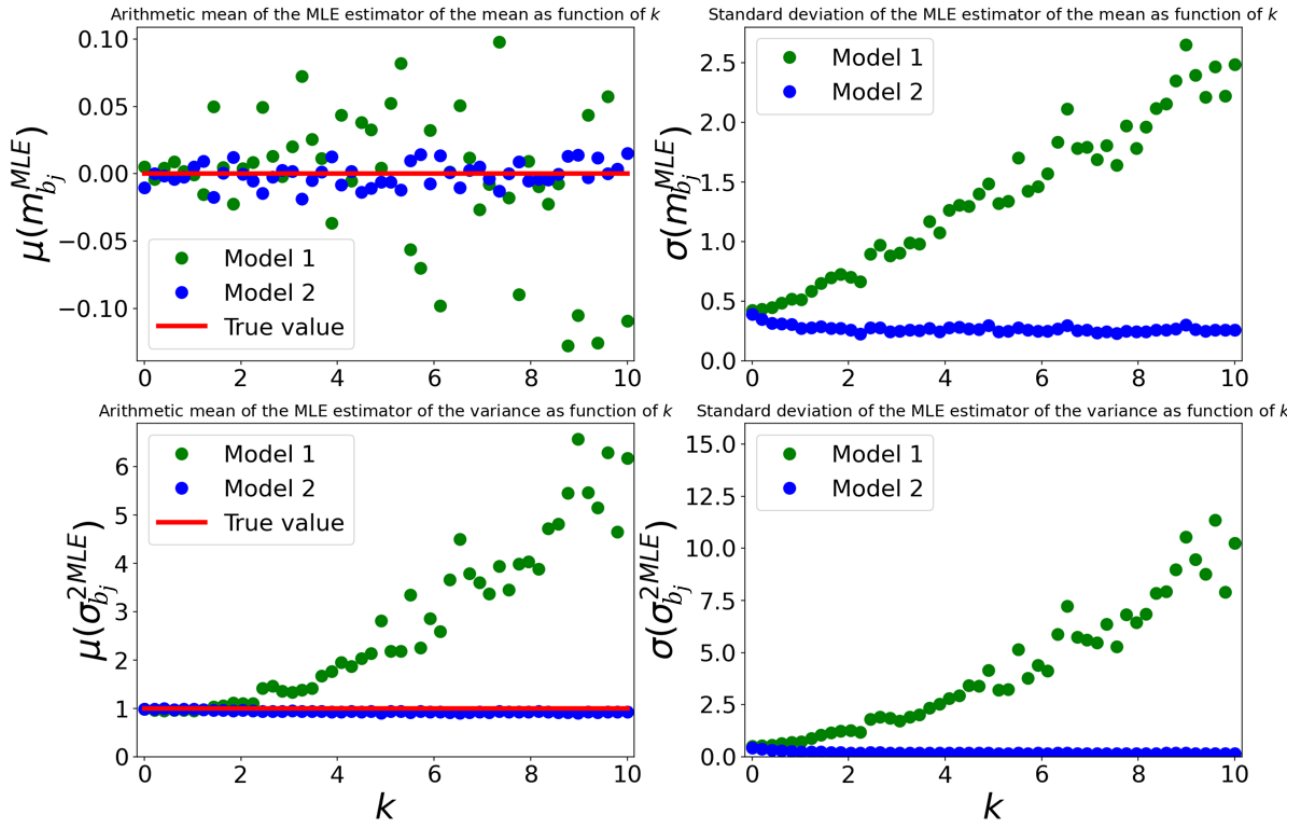 Arithmetic mean of the MLE estimator of the mean as function of k
0.10
0.05
0.00
−0.05
−0.10
μ(m_{b_j}^{MLE})
Model 1
Model 2
True value
0 2 4 6 8 10
Standard deviation of the MLE estimator of the mean as function of k
2.5
2.0
1.5
1.0
0.5
0.0
σ(m_{b_j}^{MLE})
Model 1
Model 2
0 2 4 6 8 10
Arithmetic mean of the MLE estimator of the variance as function of k
6
5
4
3
2
1
0
μ(σ_{b_j}^{2MLE})
Model 1
Model 2
True value
0 2 4 6 8 10
k
Standard deviation of the MLE estimator of the variance as function of k
15.0
12.5
10.0
7.5
5.0
2.5
0.0
σ(σ_{b_j}^{2MLE})
Model 1
Model 2
0 2 4 6 8 10
k